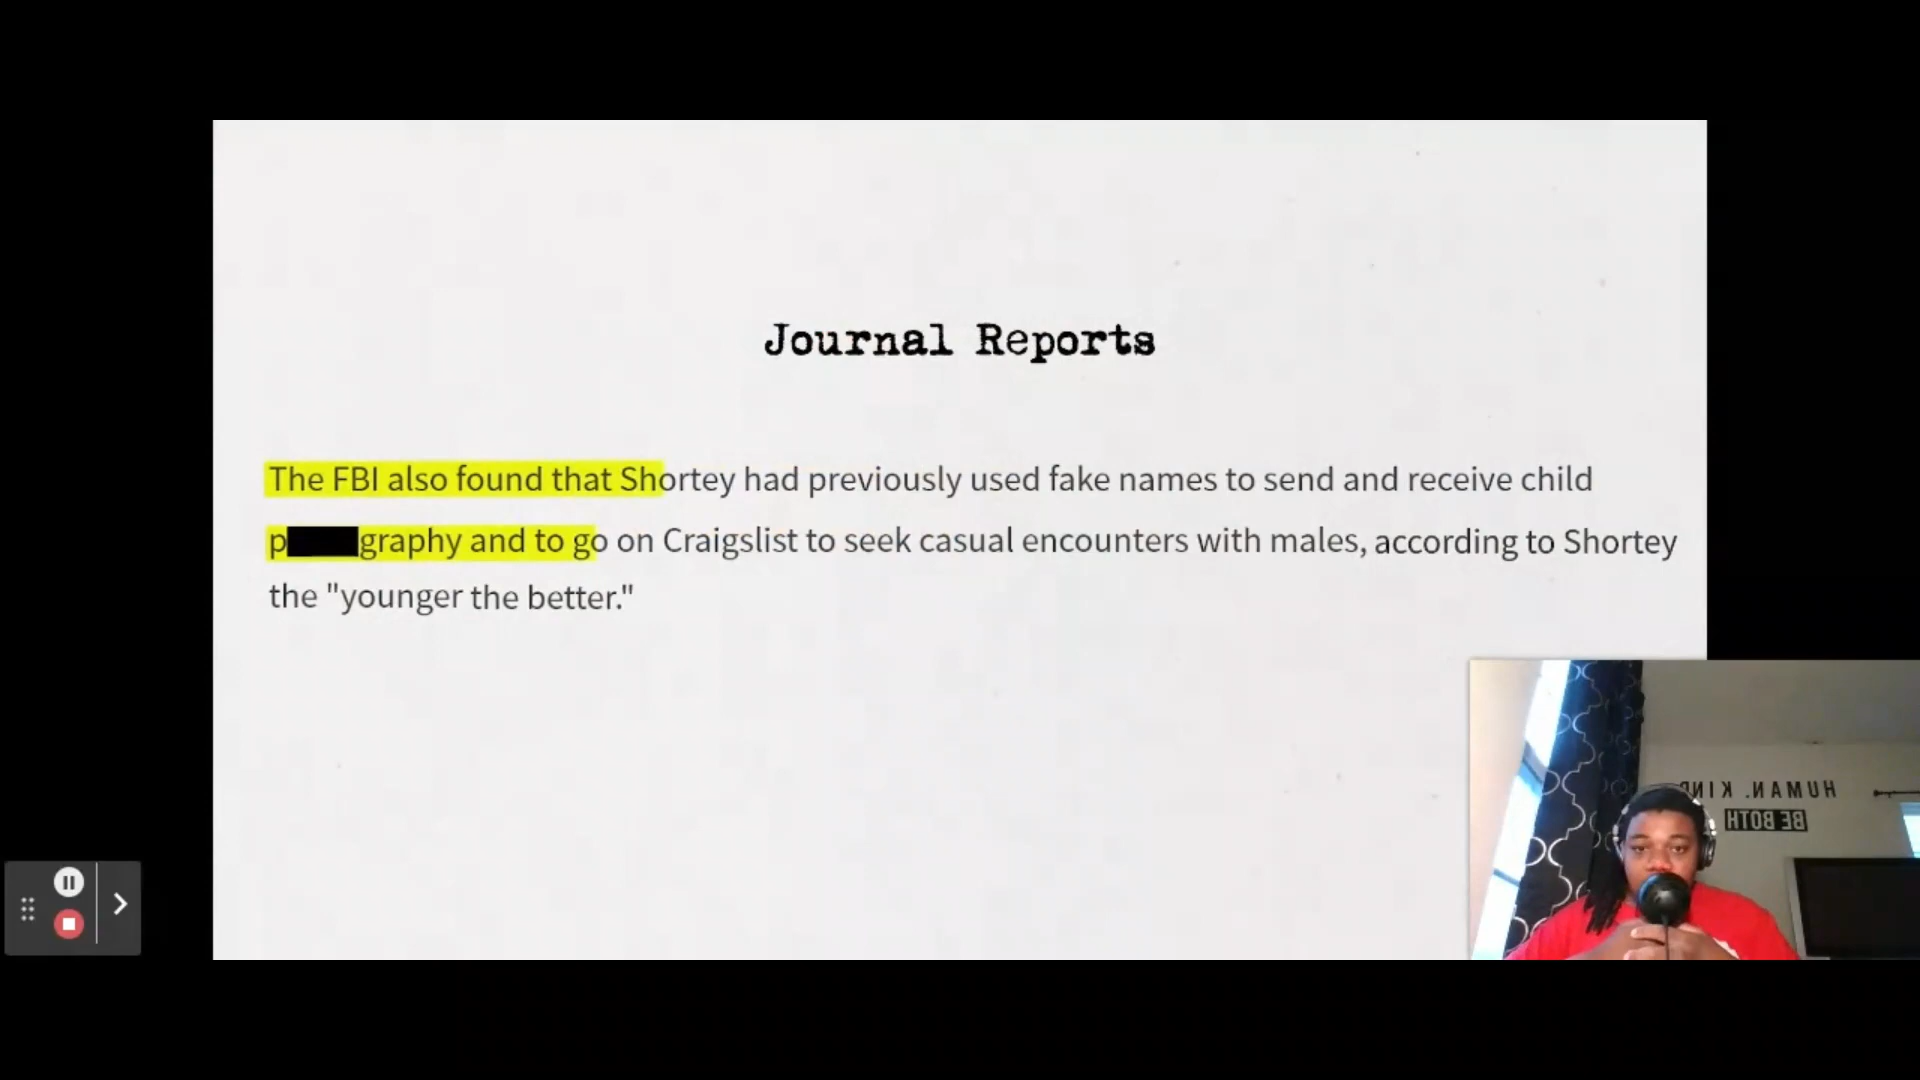 Journal Reports
The FBI also found that Shortey had previously used fake names to send and receive child
p graphy and to go on Craigslist to seek casual encounters with males, according to Shortey
the "younger the better."
HUMAN. KIND
BE BOTH